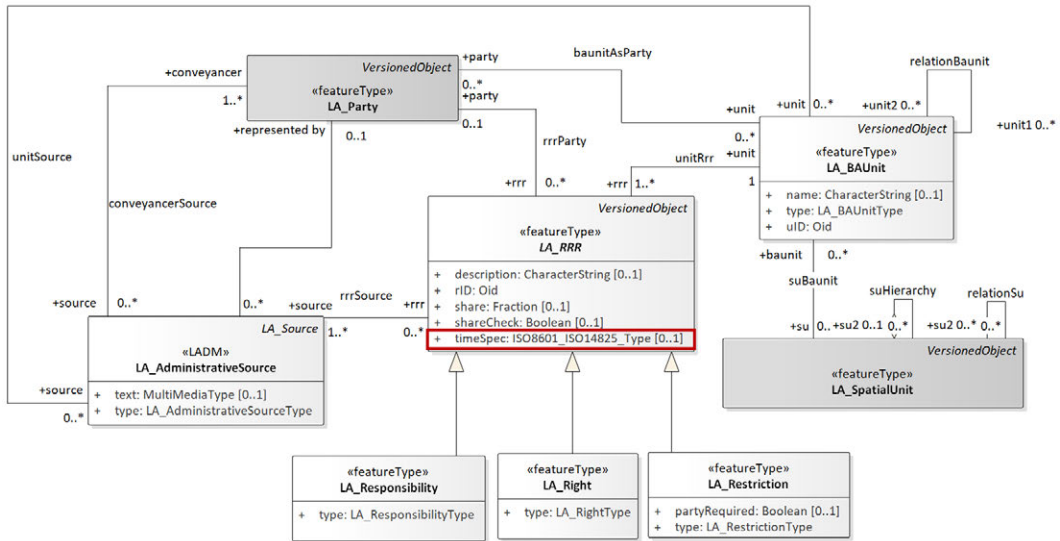 +party
baunitAsParty
relationBaunit
VersionedObject
«featureType»
LA_Party
+conveyancer
1..*
0..*
+party
0..1
+represented by
0..1
+unit 0..*
+unit2 0..*
+unit1 0..*
+unit
0..*
+unit
1
unitSource
conveyancerSource
rrrParty
unitRrr
+rrr 0..*
+rrr 1..*
VersionedObject
«featureType»
LA_BAUnit
+ name: CharacterString [0..1]
+ type: LA_BAUnitType
+ uID: Oid
VersionedObject
«featureType»
LA_RRR
+ description: CharacterString [0..1]
+ rID: Oid
+ share: Fraction [0..1]
+ shareCheck: Boolean [0..1]
+ timeSpec: ISO8601_ISO14825_Type [0..1]
+baunit 0..*
suBaunit
suHierarchy
relationSu
+su 0..
+su2 0..1
0..*
+su2 0..*
0..*
+source 0..*
0..*
+source
1..*
rrrSource
+rrr
0..*
LA_Source
«LADM»
LA_AdministrativeSource
+ text: MultiMediaType [0..1]
+ type: LA_AdministrativeSourceType
+source
0..*
VersionedObject
«featureType»
LA_SpatialUnit
«featureType»
LA_Responsibility
+ type: LA_ResponsibilityType
«featureType»
LA_Right
+ type: LA_RightType
«featureType»
LA_Restriction
+ partyRequired: Boolean [0..1]
+ type: LA_RestrictionType